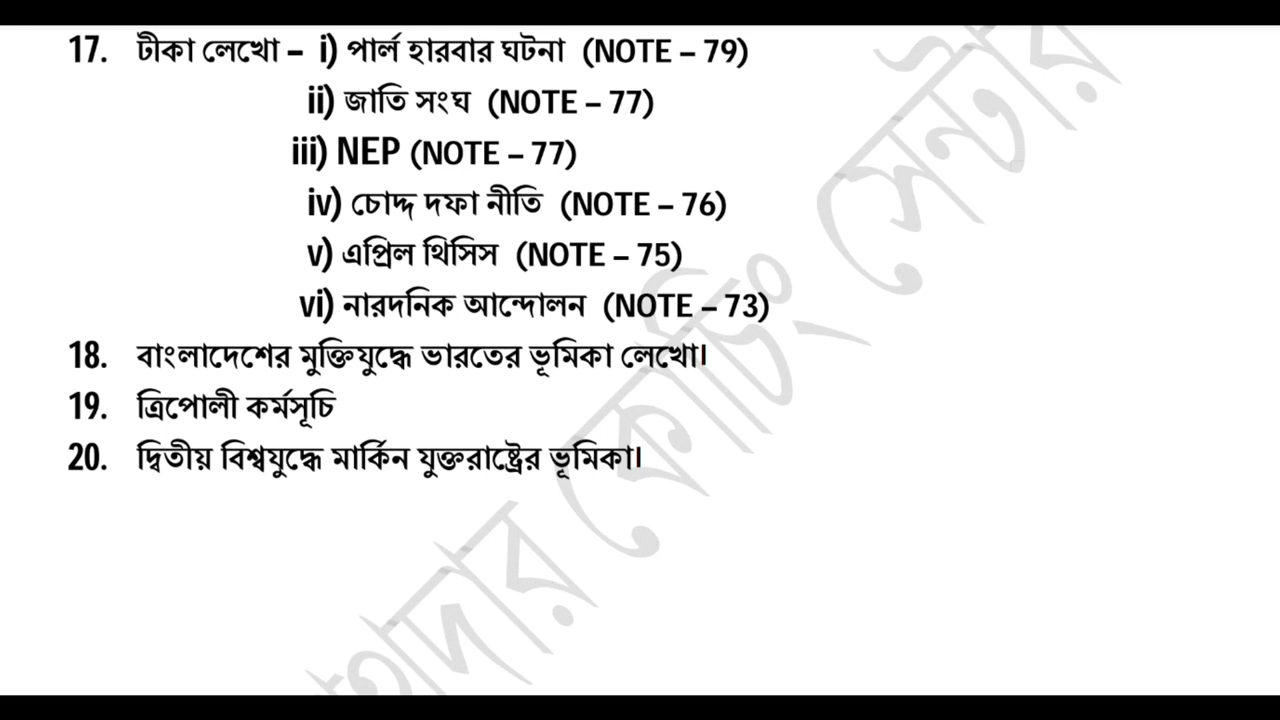 17. টীকা লেখো – i) পার্ল হারবার ঘটনা (NOTE – 79)
ii) জাতি সংঘ (NOTE – 77)
iii) NEP (NOTE – 77)
iv) চোদ্দ দফা নীতি (NOTE – 76)
v) এপ্রিল থিসিস (NOTE – 75)
vi) নারদনিক আন্দোলন (NOTE – 73)
18. বাংলাদেশের মুক্তিযুদ্ধে ভারতের ভূমিকা লেখো।
19. ত্রিপোলী কর্মসূচি
20. দ্বিতীয় বিশ্বযুদ্ধে মার্কিন যুক্তরাষ্ট্রের ভূমিকা।
কোচিং সেন্টার